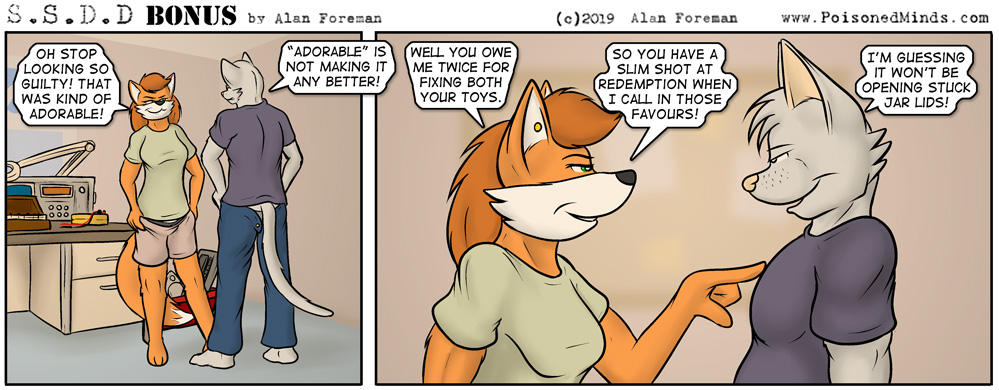 S.S.D.D BONUS by Alan Foreman (c)2019 Alan Foreman www.PoisonedMinds.com
OH STOP
LOOKING SO
GUILTY! THAT
WAS KIND OF
ADORABLE!
"ADORABLE" IS
NOT MAKING IT
ANY BETTER!
WELL YOU OWE
ME TWICE FOR
FIXING BOTH
YOUR TOYS.
SO YOU HAVE A
SLIM SHOT AT
REDEMPTION WHEN
I CALL IN THOSE
FAVOURS!
I'M GUESSING
IT WON'T BE
OPENING STUCK
JAR LIDS!